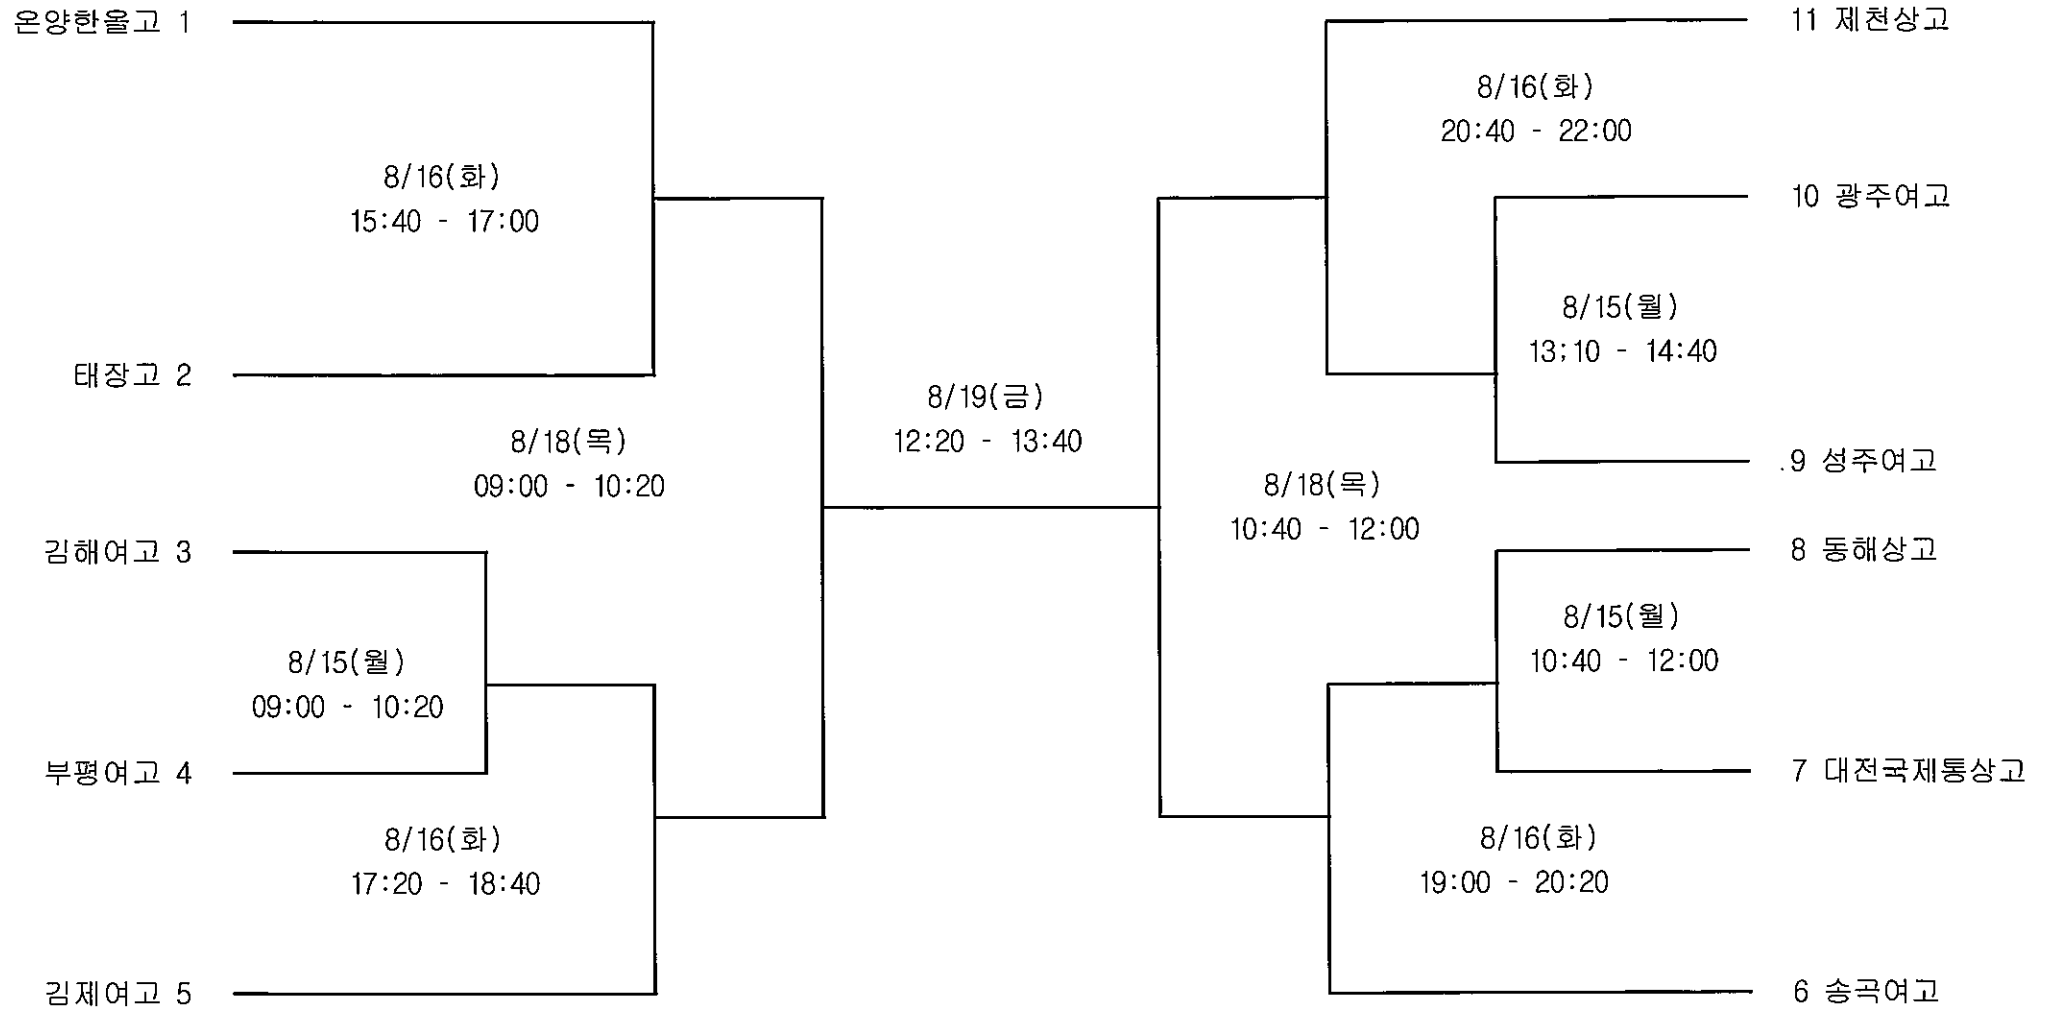 온양한올고 1
11 제천상고
8/16(화)
20:40 - 22:00
8/16(화)
15:40 - 17:00
10 광주여고
8/15(월)
13;10 - 14:40
태장고 2
8/19(금)
12:20 - 13:40
8/18(목)
09:00 - 10:20
.9 성주여고
8/18(목)
10:40 - 12:00
김해여고 3
8 동해상고
8/15(월)
10:40 - 12:00
8/15(월)
09:00 - 10:20
부평여고 4
7 대전국제통상고
8/16(화)
17:20 - 18:40
8/16(화)
19:00 - 20:20
김제여고 5
6 송곡여고